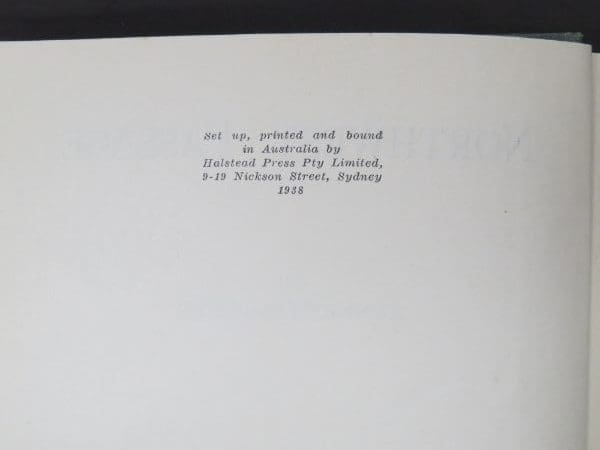 Set up, printed and bound
in Australia by
Halstead Press Pty Limited,
9-19 Nickson Street, Sydney
1938